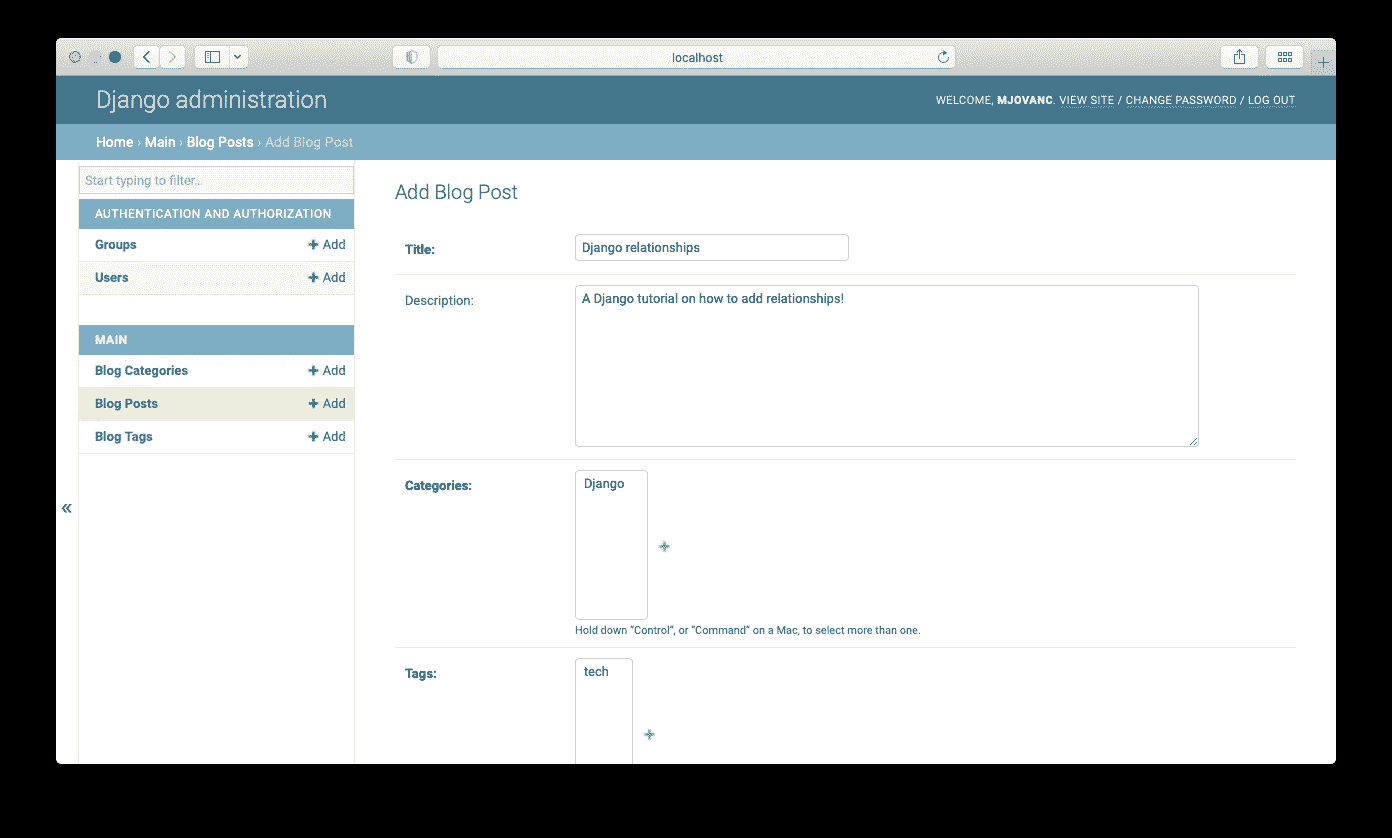 localhost
Django administration
WELCOME, MJOVANC. VIEW SITE / CHANGE PASSWORD / LOG OUT
Home › Main › Blog Posts › Add Blog Post
Start typing to filter...
AUTHENTICATION AND AUTHORIZATION
Groups + Add
Users + Add
MAIN
Blog Categories + Add
Blog Posts + Add
Blog Tags + Add
«
Add Blog Post
Title: Django relationships
Description: A Django tutorial on how to add relationships!
Categories: Django
Hold down “Control”, or “Command” on a Mac, to select more than one.
Tags: tech